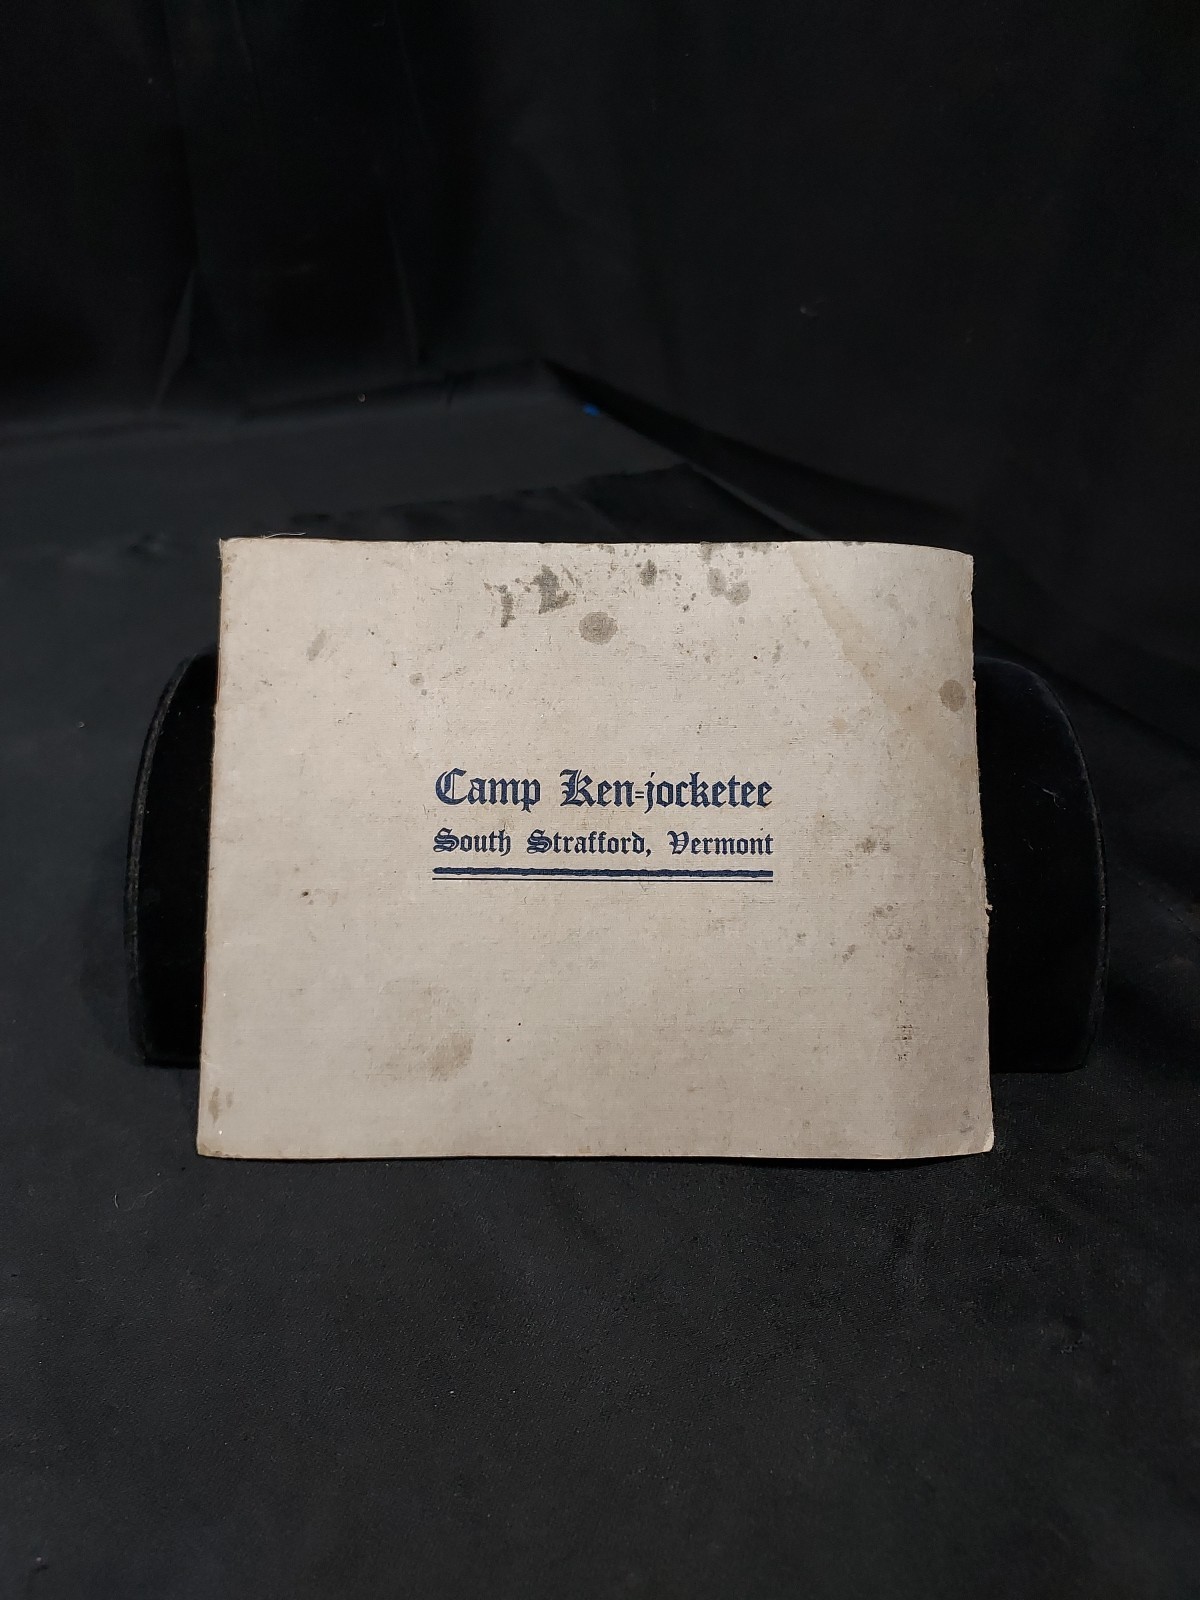 Camp Ken-jocketee
South Strafford, Vermont